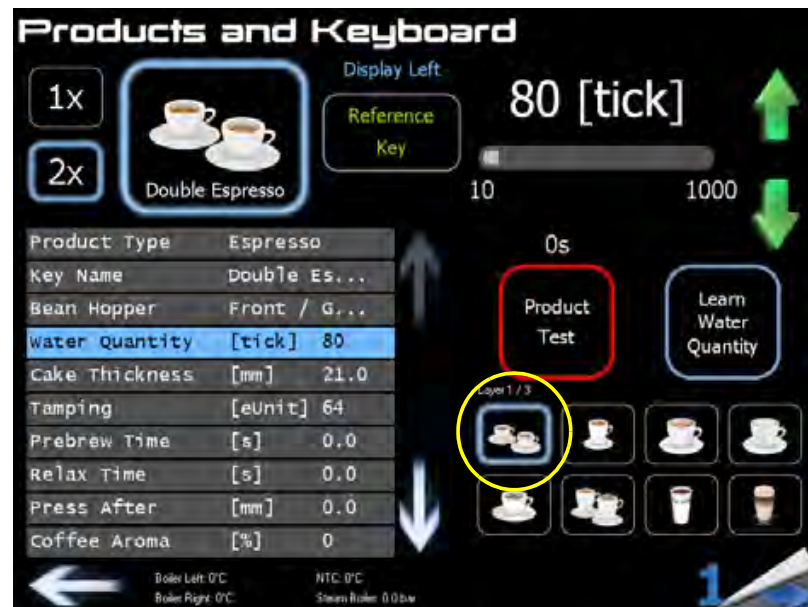 Products and Keyboard
1x
2x
Double Espresso
Display Left
Reference
Key
80 [tick]
10 1000
0s
Product
Test
Learn
Water
Quantity
Product Type Espresso
Key Name Double Es...
Bean Hopper Front / G...
Water Quantity [tick] 80
Cake Thickness [mm] 21.0
Tamping [eUnit] 64
Prebrew Time [s] 0.0
Relax Time [s] 0.0
Press After [mm] 0.0
Coffee Aroma [%] 0
Layer 1 / 3
Boiler Left: 0°C NTC: 0°C
Boiler Right: 0°C Steam Boiler: 0.0 bar
1